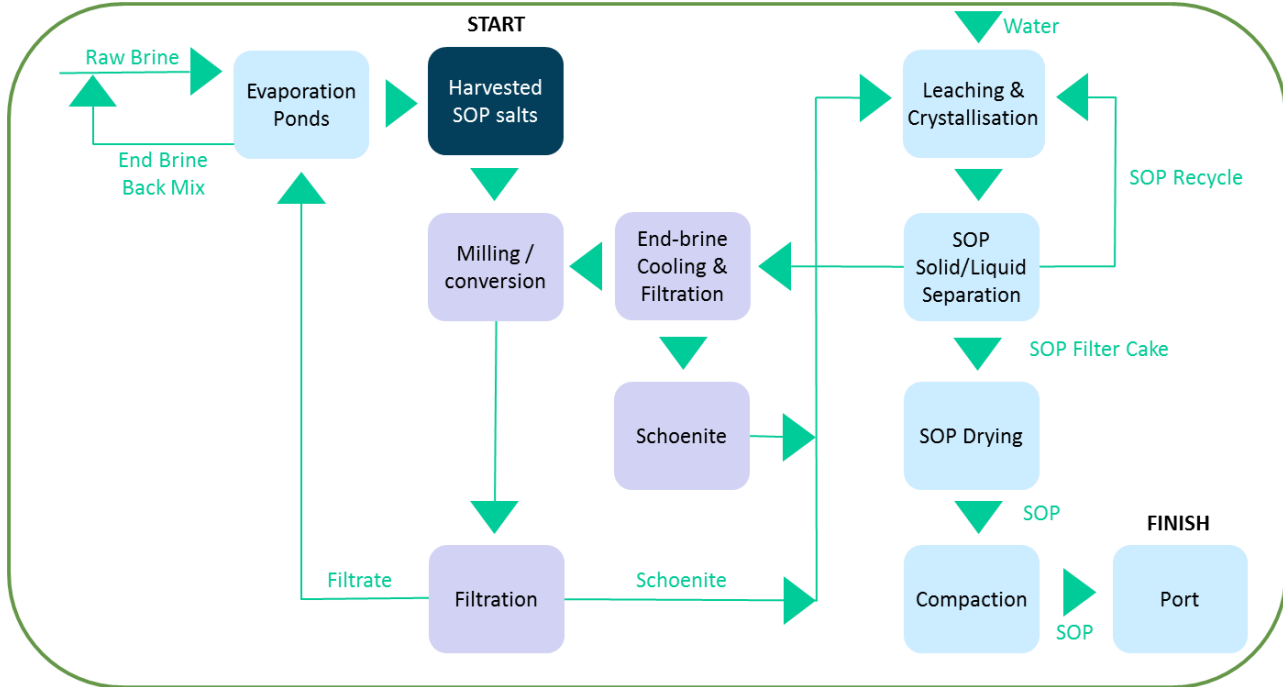 START
Water
Raw Brine
Evaporation
Ponds
Harvested
SOP salts
Leaching &
Crystallisation
End Brine
Back Mix
SOP Recycle
Milling /
conversion
End-brine
Cooling &
Filtration
SOP
Solid/Liquid
Separation
SOP Filter Cake
Schoenite
SOP Drying
SOP
FINISH
Filtrate
Filtration
Schoenite
Compaction
SOP
Port